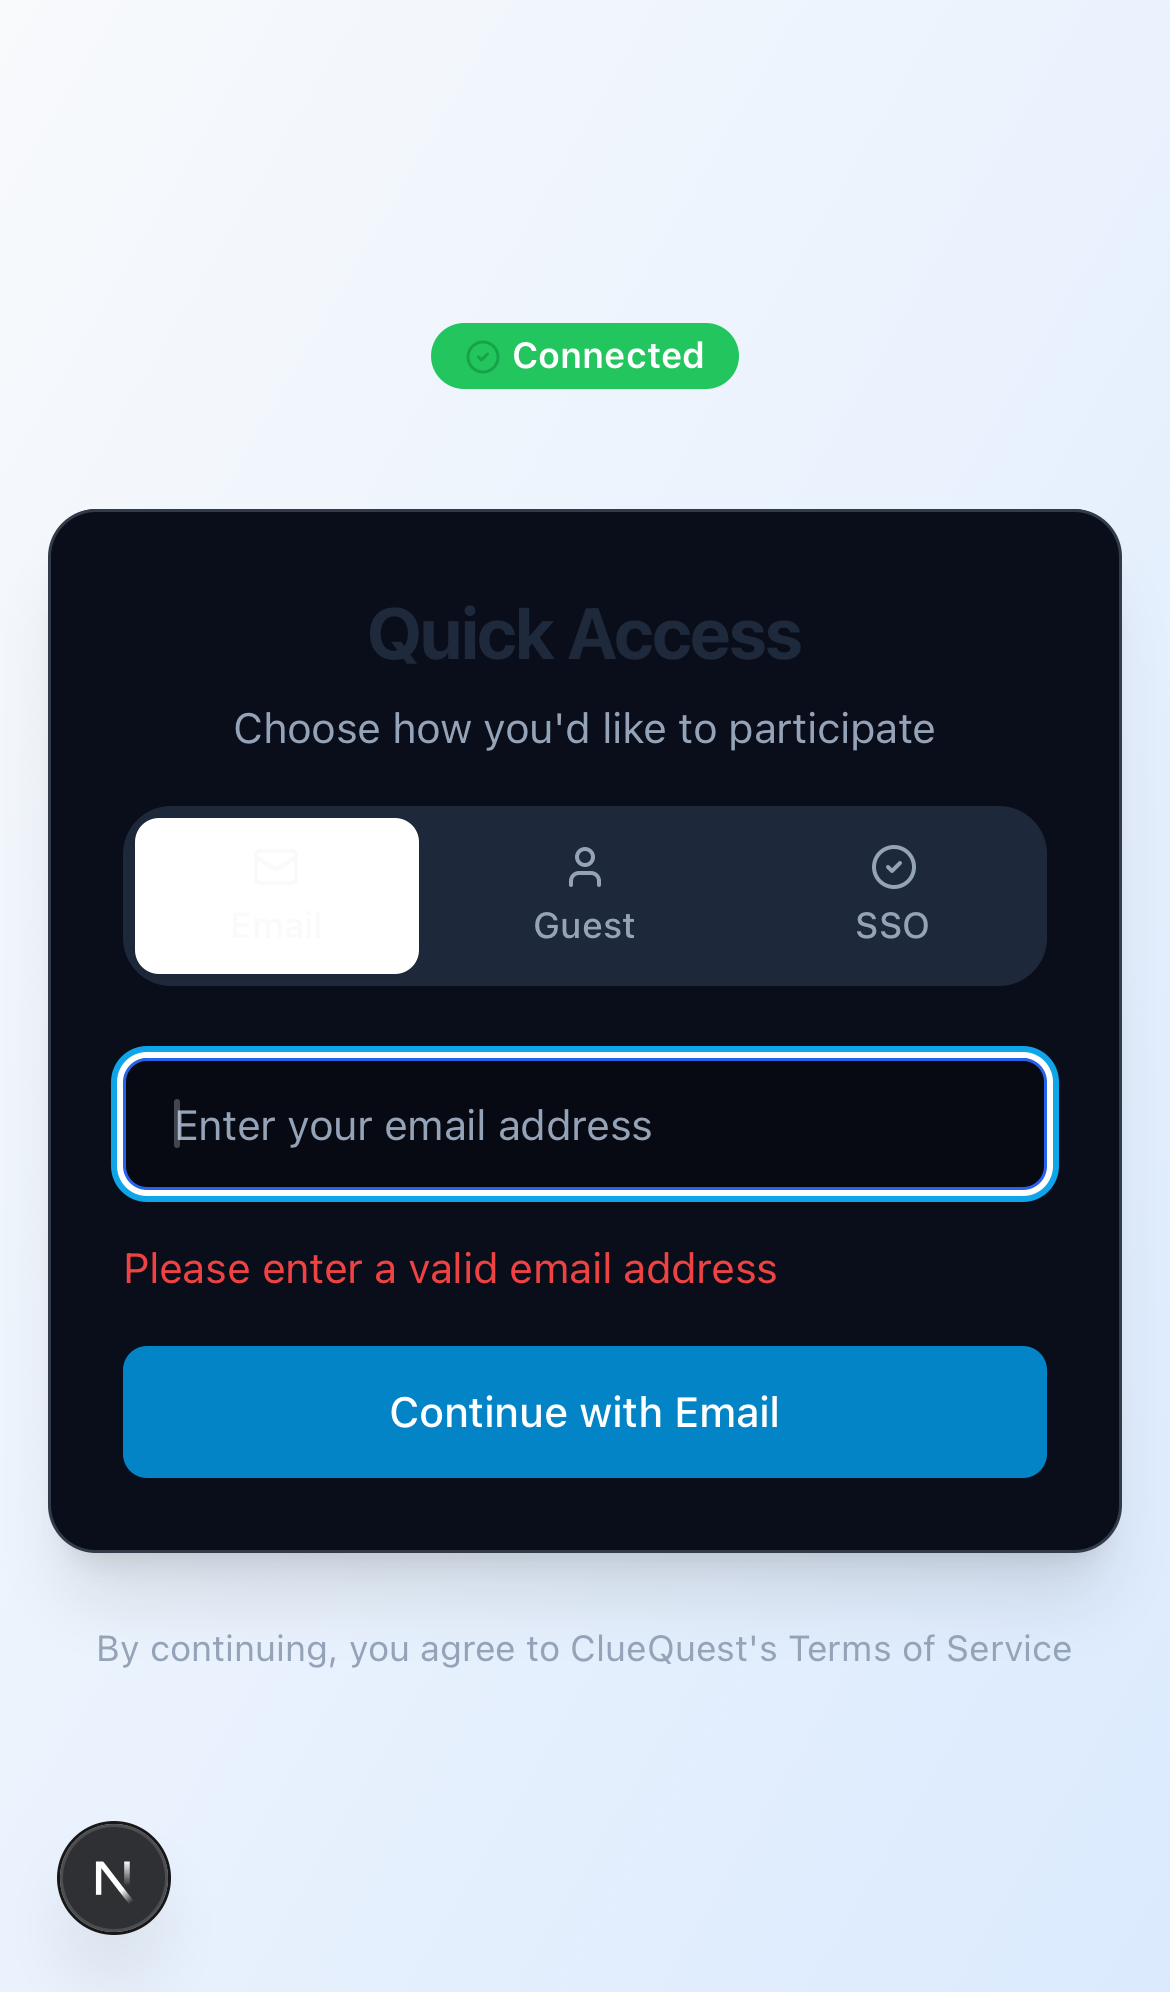 Connected
Quick Access
Choose how you'd like to participate
Email
Guest
SSO
Enter your email address
Please enter a valid email address
Continue with Email
By continuing, you agree to ClueQuest's Terms of Service
N